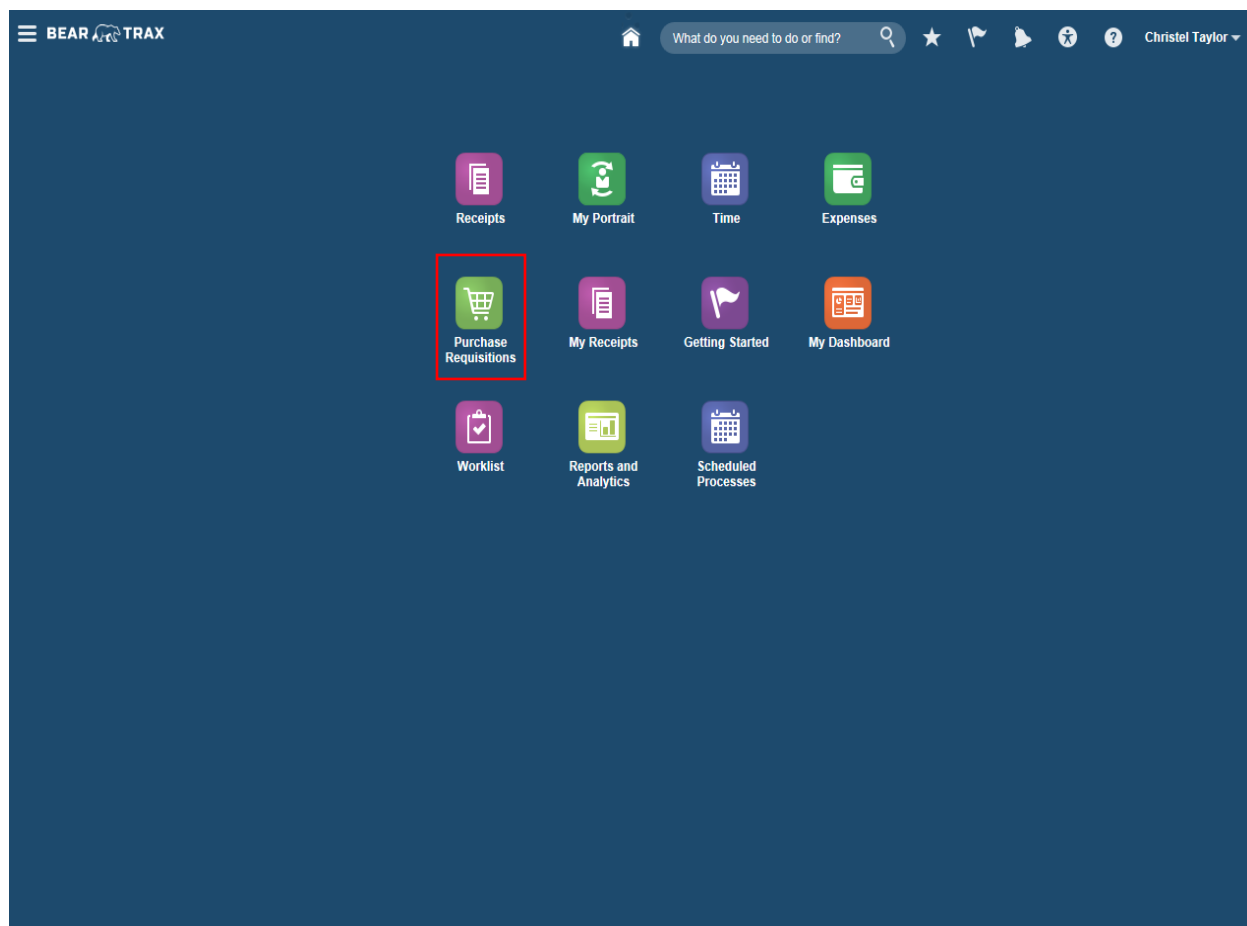 BEAR TRAX
What do you need to do or find?
Christel Taylor
Receipts
My Portrait
Time
Expenses
Purchase
Requisitions
My Receipts
Getting Started
My Dashboard
Worklist
Reports and
Analytics
Scheduled
Processes